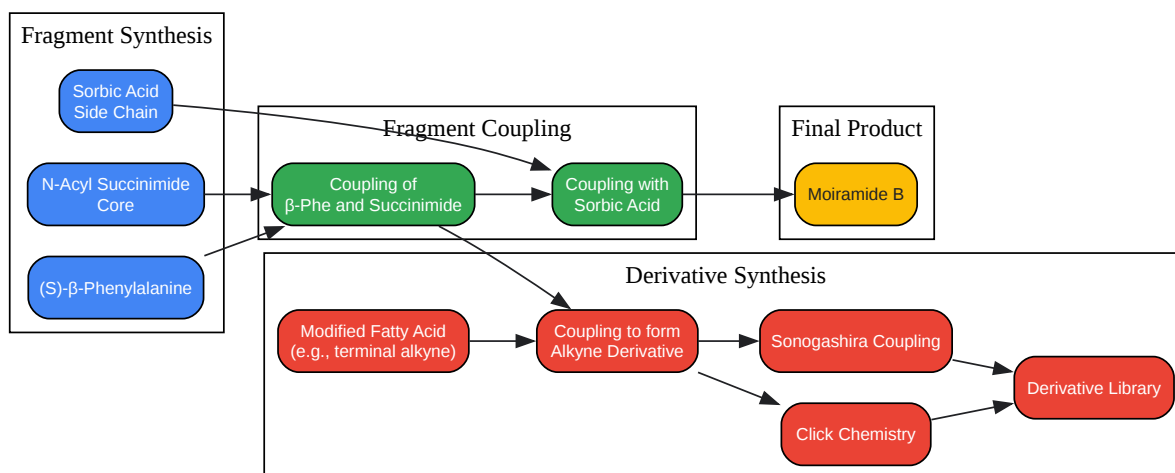 Fragment Synthesis
Sorbic Acid
Side Chain
N-Acyl Succinimide
Core
(S)-β-Phenylalanine
Fragment Coupling
Coupling of
β-Phe and Succinimide
Coupling with
Sorbic Acid
Final Product
Moiramide B
Derivative Synthesis
Modified Fatty Acid
(e.g., terminal alkyne)
Coupling to form
Alkyne Derivative
Sonogashira Coupling
Click Chemistry
Derivative Library